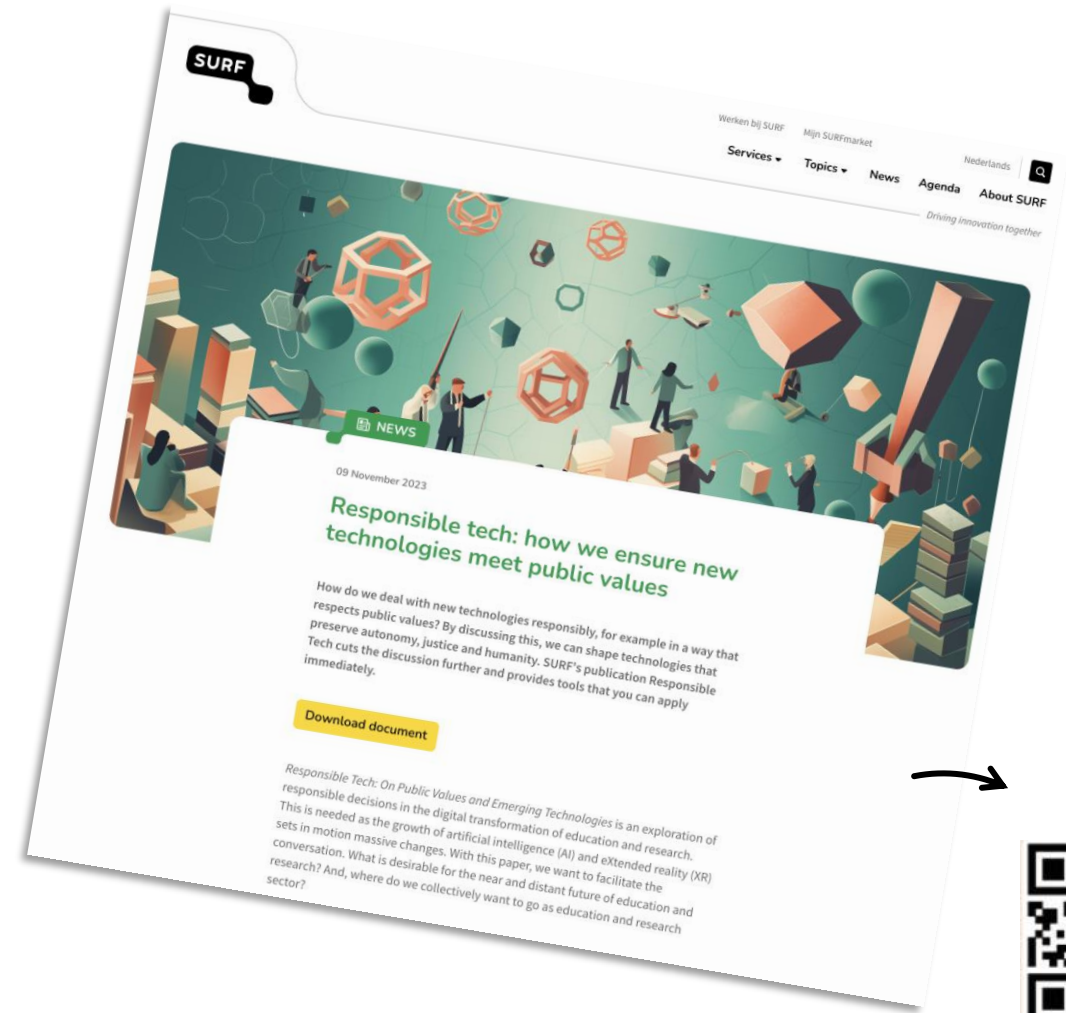 SURF
Werken bij SURF
Mijn SURFmarket
Nederlands
Services
Topics
News
Agenda
About SURF
Driving innovation together
NEWS
09 November 2023
Responsible tech: how we ensure new
technologies meet public values
How do we deal with new technologies responsibly, for example in a way that
respects public values? By discussing this, we can shape technologies that
preserve autonomy, justice and humanity. SURF's publication Responsible
Tech cuts the discussion further and provides tools that you can apply
immediately.
Download document
Responsible Tech: On Public Values and Emerging Technologies is an exploration of
responsible decisions in the digital transformation of education and research.
This is needed as the growth of artificial intelligence (AI) and eXtended reality (XR)
sets in motion massive changes. With this paper, we want to facilitate the
conversation. What is desirable for the near and distant future of education and
research? And, where do we collectively want to go as education and research
sector?